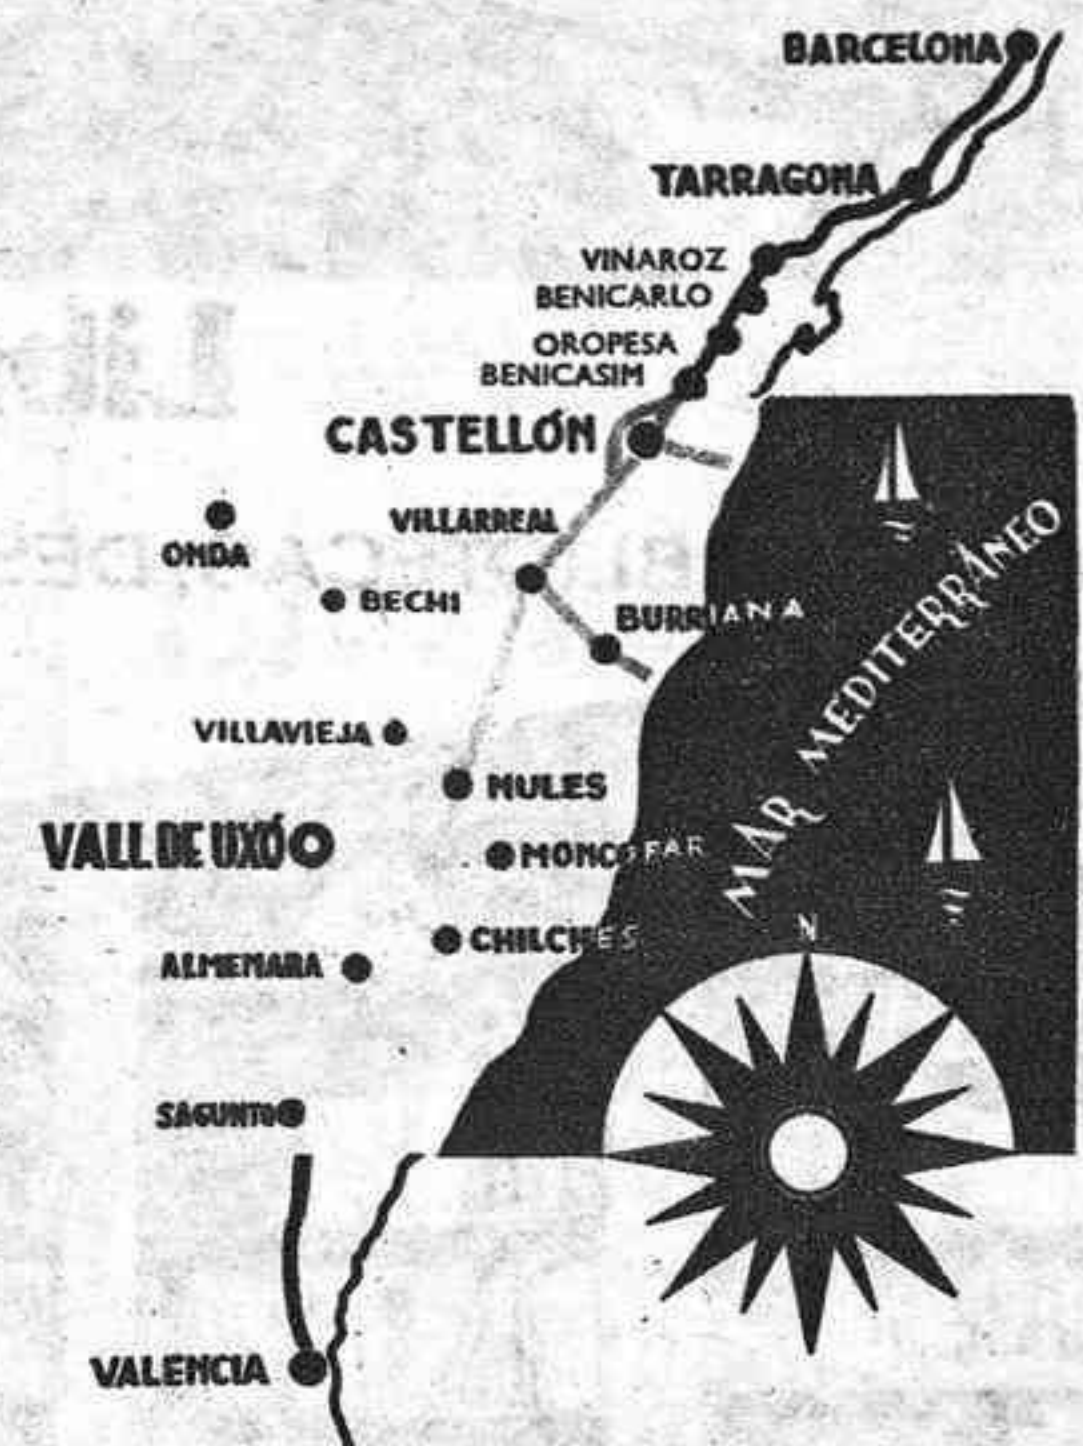 BARCELONA
TARRAGONA
VINAROZ
BENICARLO
OROPESA
BENICASIM
CASTELLÓN
VILLARREAL
ONDA
BECHI
BURRIANA
MAR MEDITERRÁNEO
VILLAVIEJA
NULES
VALL DE UXÓ
MONCOFAR
CHILCHES
N
ALMENARA
SAGUNTO
VALENCIA